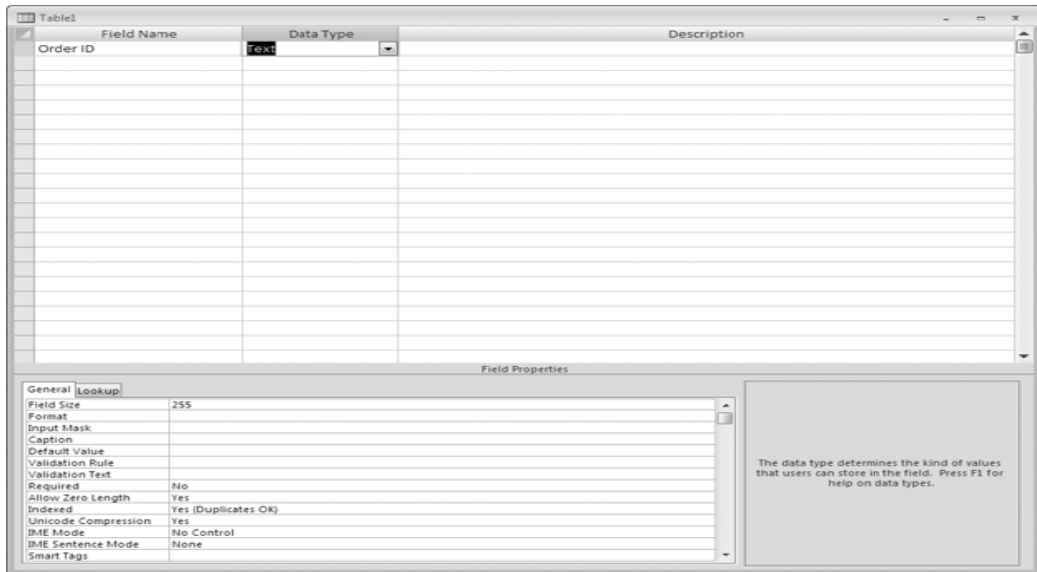 Table1
Field Name Data Type Description
Order ID Text
Field Properties
General Lookup
Field Size 255
Format
Input Mask
Caption
Default Value
Validation Rule
Validation Text
Required No
Allow Zero Length Yes
Indexed Yes (Duplicates OK)
Unicode Compression Yes
IME Mode No Control
IME Sentence Mode None
Smart Tags
The data type determines the kind of values
that users can store in the field. Press F1 for
help on data types.